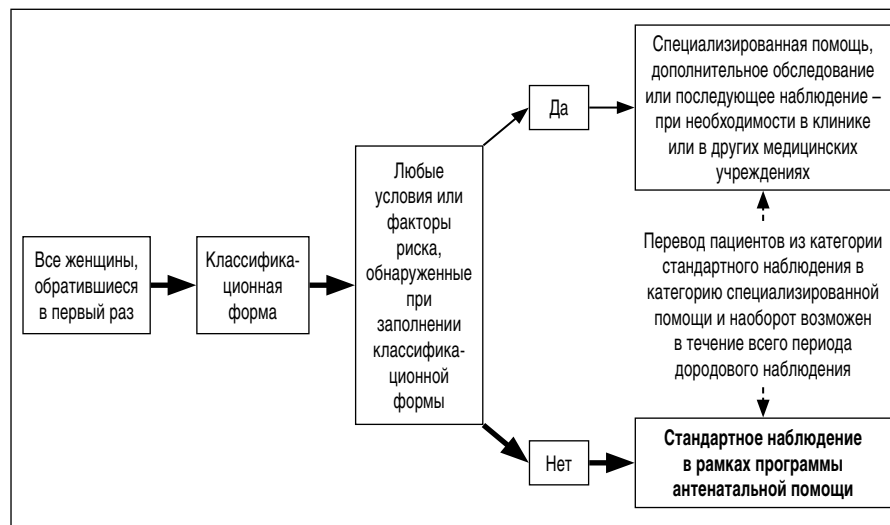 Все женщины,
обратившиеся
в первый раз
Классифика-
ционная
форма
Любые
условия или
факторы
риска,
обнаруженные
при
заполнении
классифика-
ционной
формы
Да
Специализированная помощь,
дополнительное обследование
или последующее наблюдение –
при необходимости в клинике
или в других медицинских
учреждениях
Перевод пациентов из категории
стандартного наблюдения в
категорию специализированной
помощи и наоборот возможен
в течение всего периода
дородового наблюдения
Нет
Стандартное наблюдение
в рамках программы
антенатальной помощи